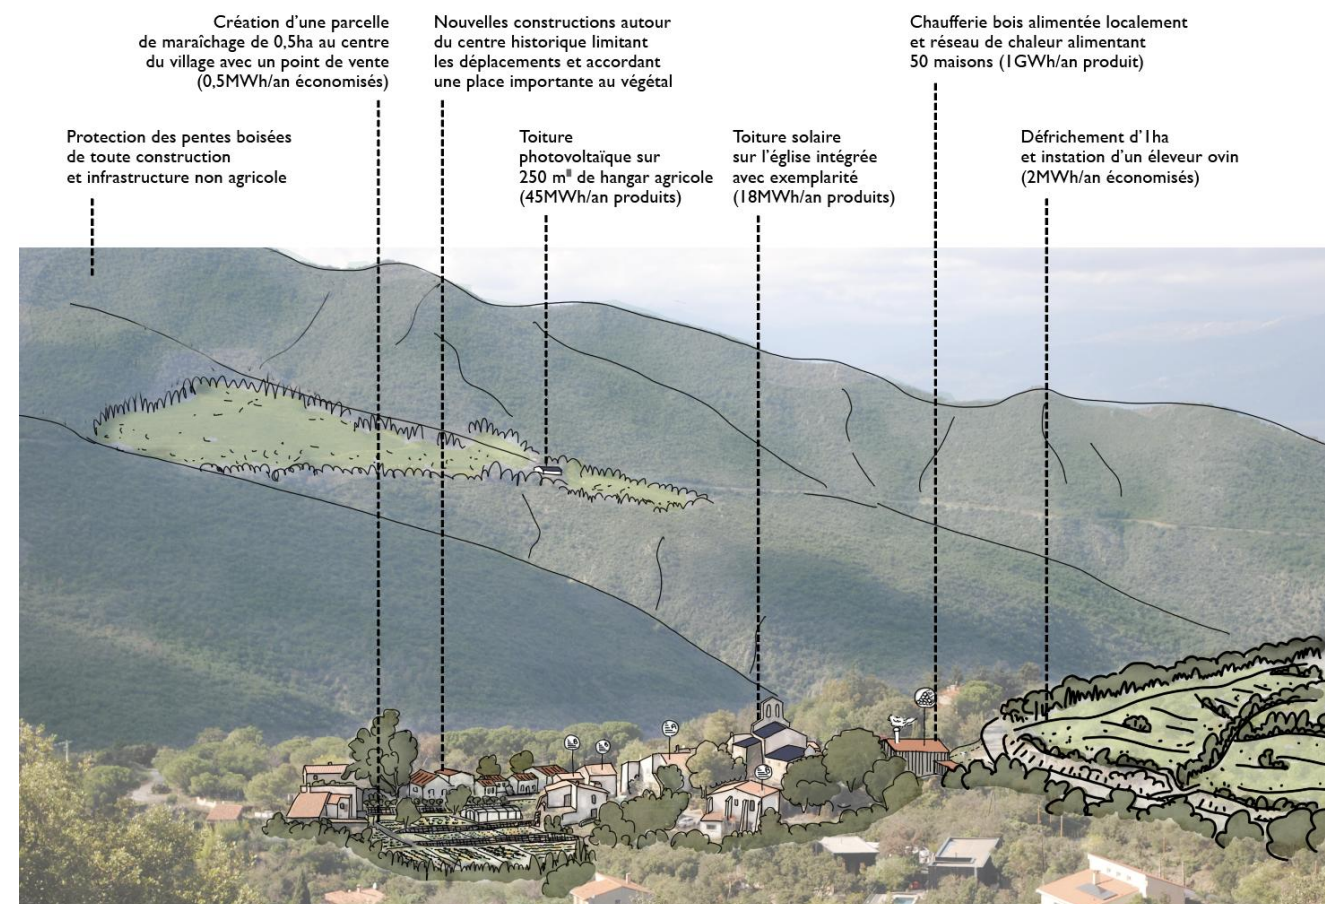 Création d’une parcelle
de maraîchage de 0,5ha au centre
du village avec un point de vente
(0,5MWh/an économisés)
Nouvelles constructions autour
du centre historique limitant
les déplacements et accordant
une place importante au végétal
Chaufferie bois alimentée localement
et réseau de chaleur alimentant
50 maisons (1GWh/an produit)
Protection des pentes boisées
de toute construction
et infrastructure non agricole
Toiture
photovoltaïque sur
250 m de hangar agricole
(45MWh/an produits)
Toiture solaire
sur l’église intégrée
avec exemplarité
(18MWh/an produits)
Défrichement d’1ha
et instation d’un éleveur ovin
(2MWh/an économisés)